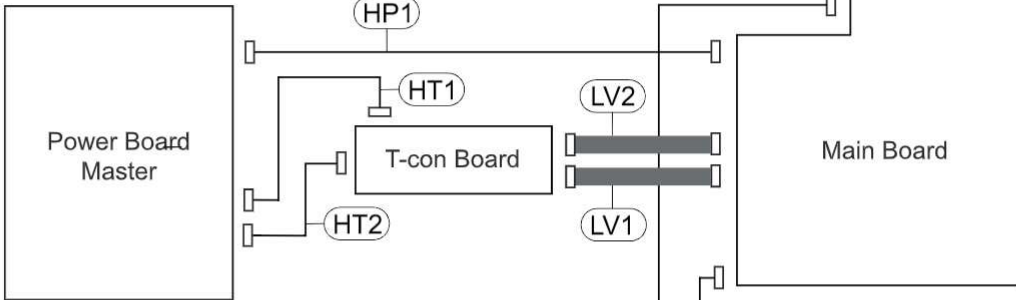 HP1
HT1
LV2
Power Board
Master
T-con Board
Main Board
HT2
LV1